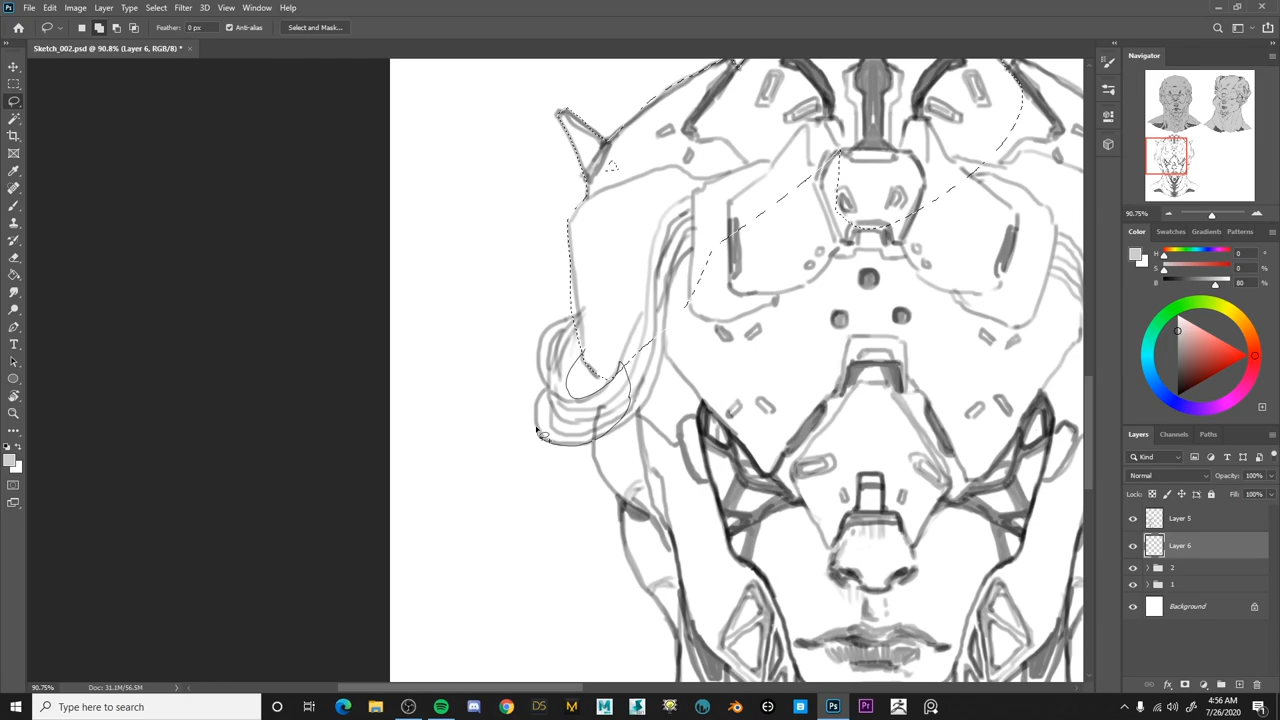 File Edit Image Layer Type Select Filter 3D View Window Help
Feather: 0 px Anti-alias Select and Mask...
Sketch_002.psd @ 90.8% (Layer 6, RGB/8) *
Navigator
90.75%
Color Swatches Gradients Patterns
H 0 °
S 0 %
B 80 %
Layers Channels Paths
Kind
Normal Opacity: 100%
Lock: Fill: 100%
Layer 5
Layer 6
2
1
Background
90.75% Doc: 31.1M/56.5M
Type here to search
4:56 AM
7/26/2020